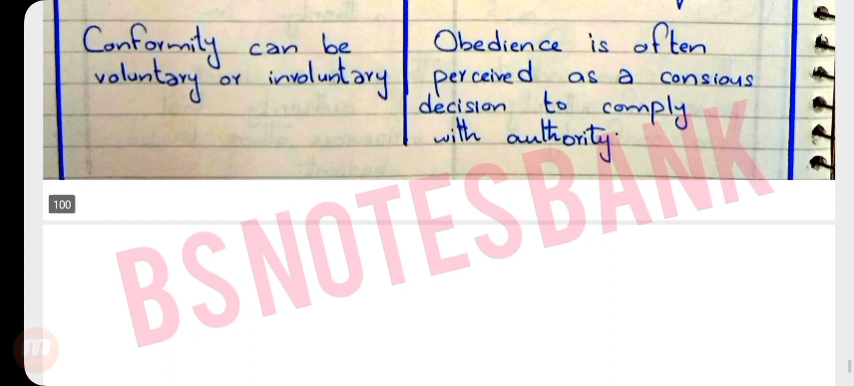 Conformity can be
voluntary or involuntary
Obedience is often
perceived as a consious
decision to comply
with authority.
100
BSNOTESBANK
m